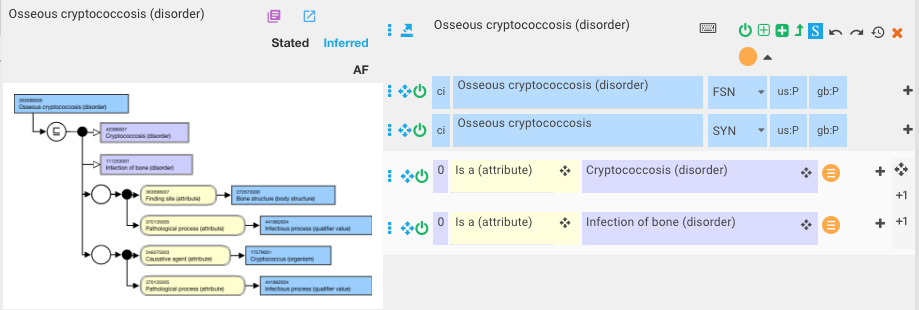 Osseous cryptococcosis (disorder)
Stated Inferred
AF
Osseous cryptococcosis (disorder)
Cryptococcosis (disorder)
Infection of bone (disorder)
363698007
Finding site (attribute)
272673000
Bone structure (body structure)
370135005
Pathological process (attribute)
441862004
Infectious process (qualifier value)
246075003
Causative agent (attribute)
Cryptococcus (organism)
370135005
Pathological process (attribute)
441862004
Infectious process (qualifier value)
Osseous cryptococcosis (disorder)
S
ci Osseous cryptococcosis (disorder) FSN us:P gb:P
ci Osseous cryptococcosis SYN us:P gb:P
0 Is a (attribute) Cryptococcosis (disorder)
+1
0 Is a (attribute) Infection of bone (disorder) +1